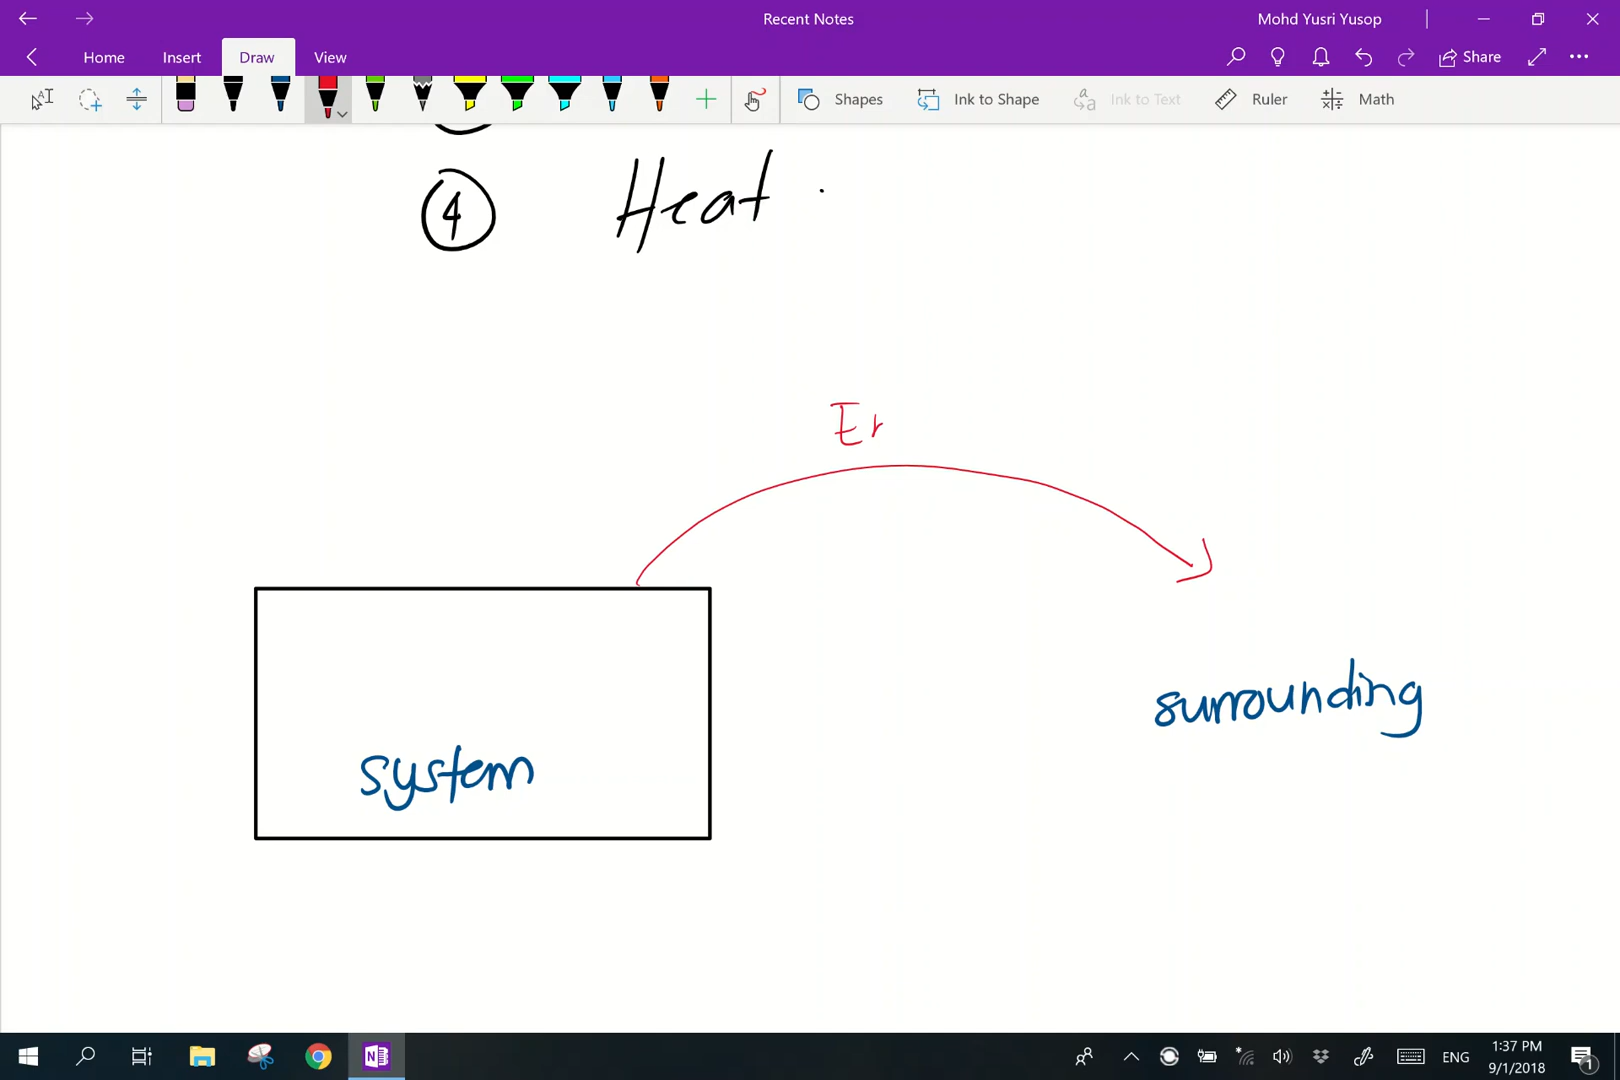 Recent Notes
Mohd Yusri Yusop
Home Insert Draw View
Share
Shapes
Ink to Shape
Ink to Text
Ruler
Math
4 Heat
Er
surrounding
system
ENG
1:37 PM
9/1/2018
1